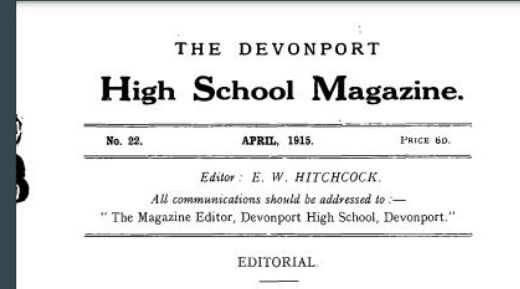 THE DEVONPORT
High School Magazine.
No. 22. APRIL, 1915. PRICE 6D.
Editor : E. W. HITCHCOCK.
All communications should be addressed to :—
" The Magazine Editor, Devonport High School, Devonport."
EDITORIAL.